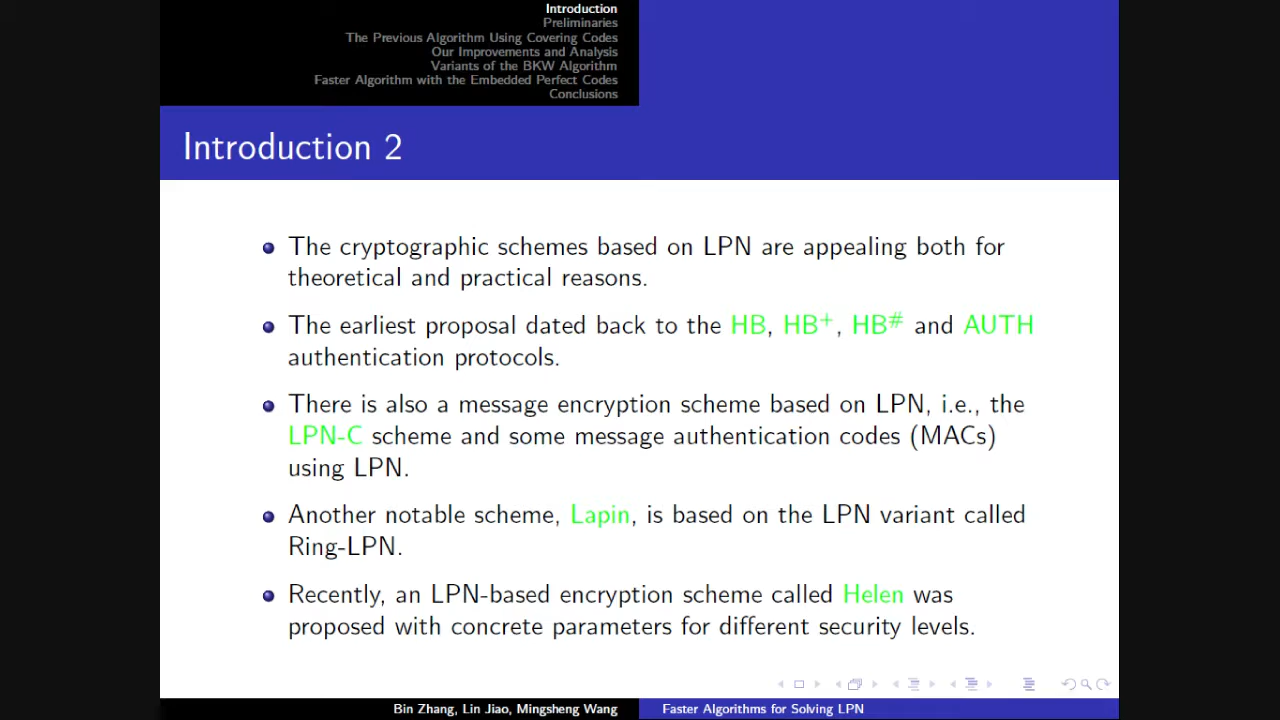 Introduction
Preliminaries
The Previous Algorithm Using Covering Codes
Our Improvements and Analysis
Variants of the BKW Algorithm
Faster Algorithm with the Embedded Perfect Codes
Conclusions
Introduction 2
The cryptographic schemes based on LPN are appealing both for
theoretical and practical reasons.
The earliest proposal dated back to the HB, HB⁺, HB^# and AUTH
authentication protocols.
There is also a message encryption scheme based on LPN, i.e., the
LPN-C scheme and some message authentication codes (MACs)
using LPN.
Another notable scheme, Lapin, is based on the LPN variant called
Ring-LPN.
Recently, an LPN-based encryption scheme called Helen was
proposed with concrete parameters for different security levels.
Bin Zhang, Lin Jiao, Mingsheng Wang
Faster Algorithms for Solving LPN